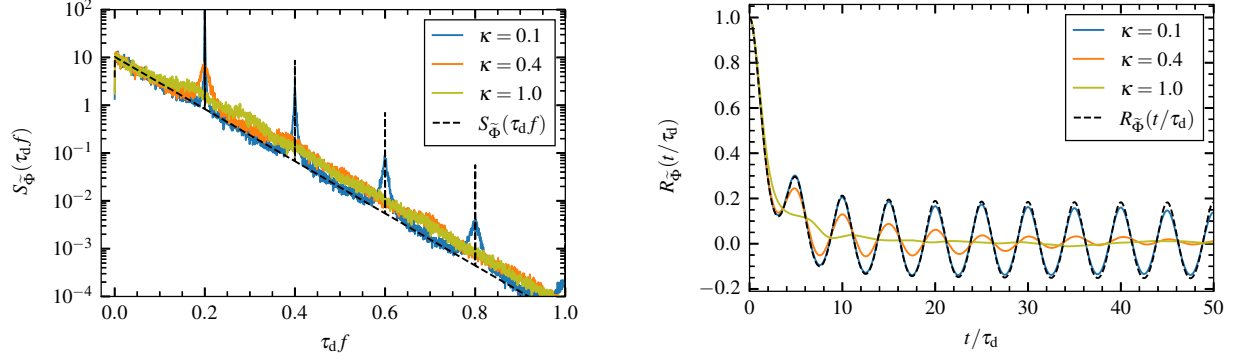 10²
10
1
10⁻¹
10⁻²
10⁻³
10⁻⁴
S_Φ̃(τ_d f)
κ = 0.1
κ = 0.4
κ = 1.0
S_Φ̃(τ_d f)
0.0 0.2 0.4 0.6 0.8 1.0
τ_d f
1.0
0.8
0.6
0.4
0.2
0.0
−0.2
R_Φ̃(t/τ_d)
κ = 0.1
κ = 0.4
κ = 1.0
R_Φ̃(t/τ_d)
0 10 20 30 40 50
t/τ_d